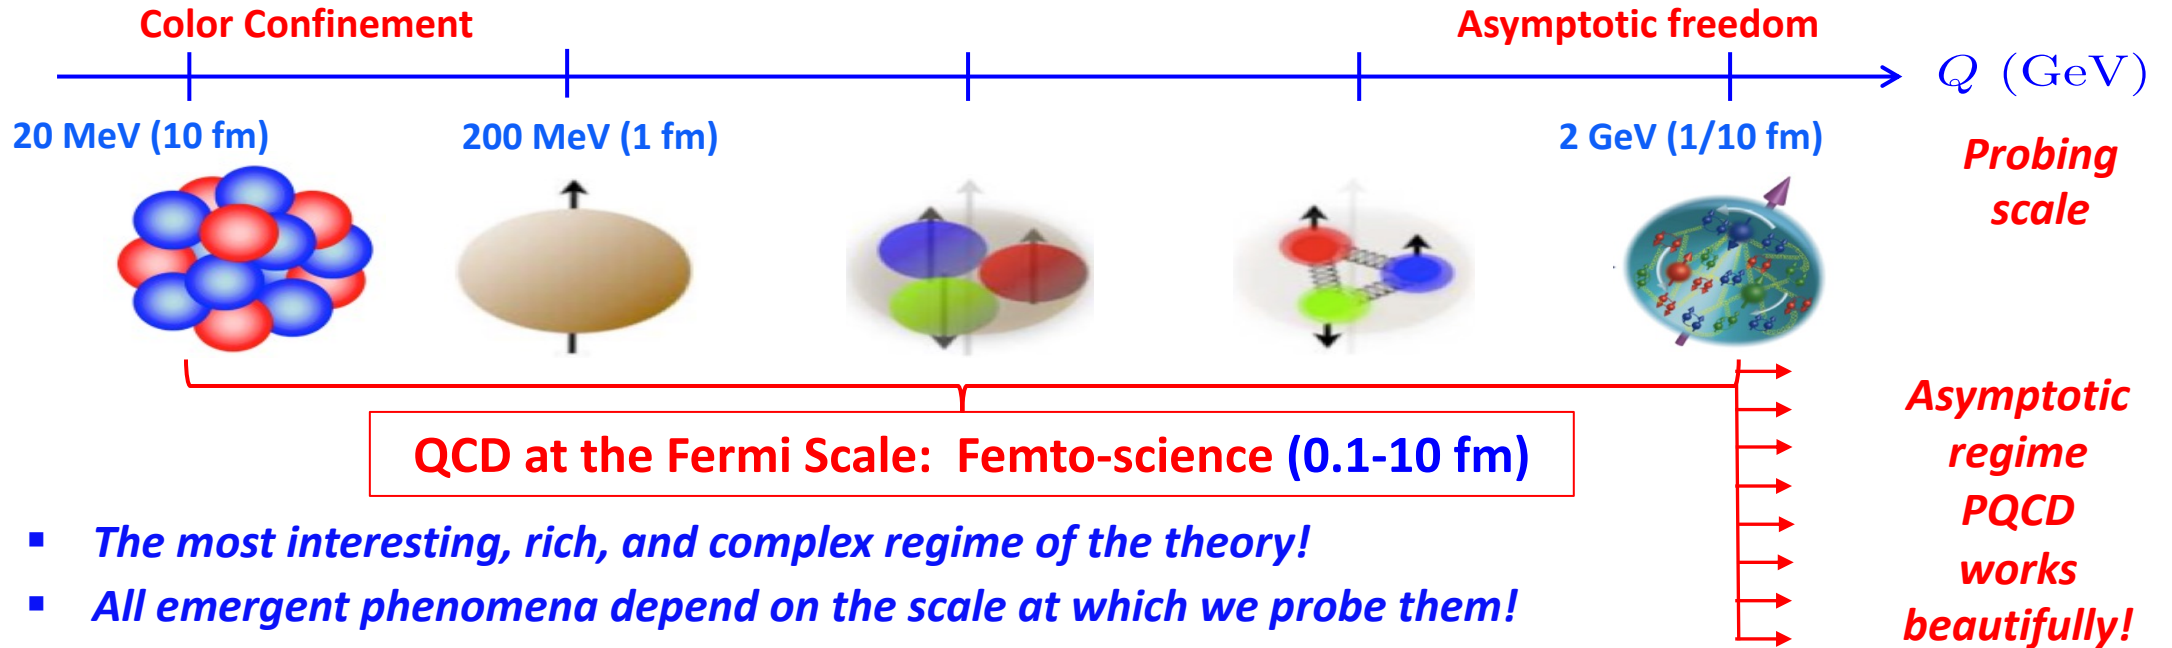 Color Confinement
Asymptotic freedom
Q (GeV)
20 MeV (10 fm)
200 MeV (1 fm)
2 GeV (1/10 fm)
Probing
scale
QCD at the Fermi Scale: Femto-science (0.1-10 fm)
▪ The most interesting, rich, and complex regime of the theory!
▪ All emergent phenomena depend on the scale at which we probe them!
Asymptotic
regime
PQCD
works
beautifully!